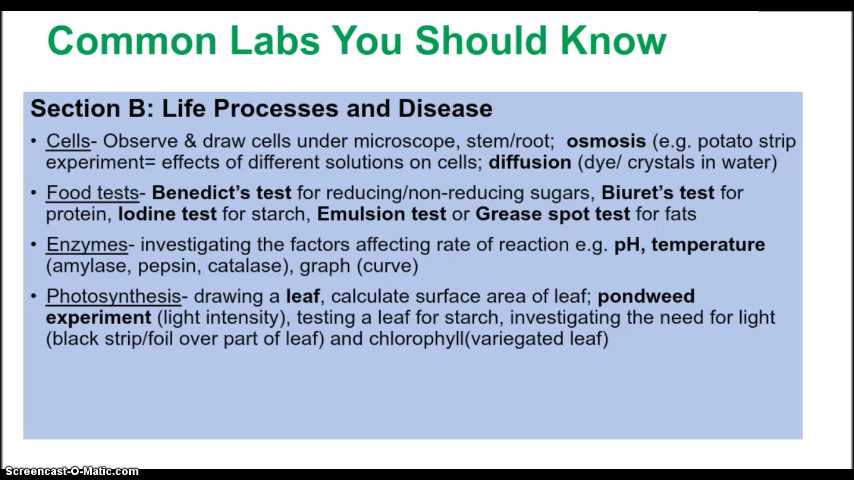 Common Labs You Should Know
Section B: Life Processes and Disease
• Cells- Observe & draw cells under microscope, stem/root;  osmosis (e.g. potato strip
experiment= effects of different solutions on cells; diffusion (dye/ crystals in water)
• Food tests- Benedict's test for reducing/non-reducing sugars, Biuret's test for
protein, Iodine test for starch, Emulsion test or Grease spot test for fats
• Enzymes- investigating the factors affecting rate of reaction e.g. pH, temperature
(amylase, pepsin, catalase), graph (curve)
• Photosynthesis- drawing a leaf, calculate surface area of leaf; pondweed
experiment (light intensity), testing a leaf for starch, investigating the need for light
(black strip/foil over part of leaf) and chlorophyll(variegated leaf)
Screencast-O-Matic.com